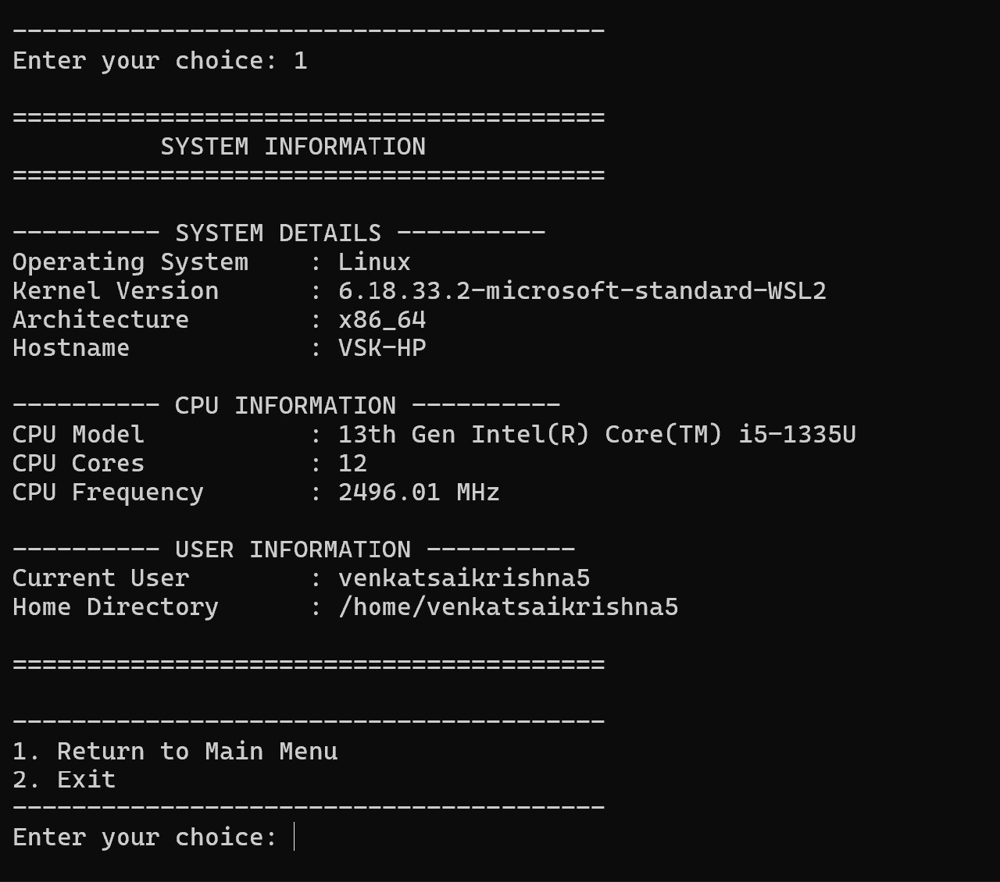 ----------------------------------------
Enter your choice: 1
========================================
          SYSTEM INFORMATION
========================================
---------- SYSTEM DETAILS ----------
Operating System    : Linux
Kernel Version      : 6.18.33.2-microsoft-standard-WSL2
Architecture        : x86_64
Hostname            : VSK-HP
---------- CPU INFORMATION ----------
CPU Model           : 13th Gen Intel(R) Core(TM) i5-1335U
CPU Cores           : 12
CPU Frequency       : 2496.01 MHz
---------- USER INFORMATION ----------
Current User        : venkatsaikrishna5
Home Directory      : /home/venkatsaikrishna5
========================================
----------------------------------------
1. Return to Main Menu
2. Exit
----------------------------------------
Enter your choice: